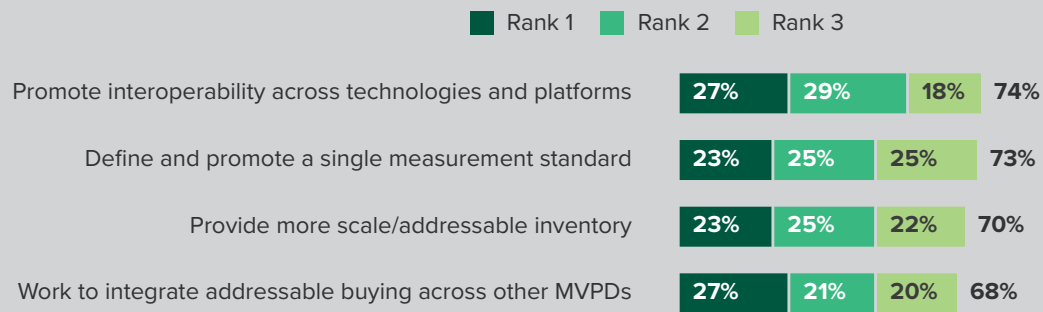 Rank 1 Rank 2 Rank 3
Promote interoperability across technologies and platforms 27% 29% 18% 74%
Define and promote a single measurement standard 23% 25% 25% 73%
Provide more scale/addressable inventory 23% 25% 22% 70%
Work to integrate addressable buying across other MVPDs 27% 21% 20% 68%